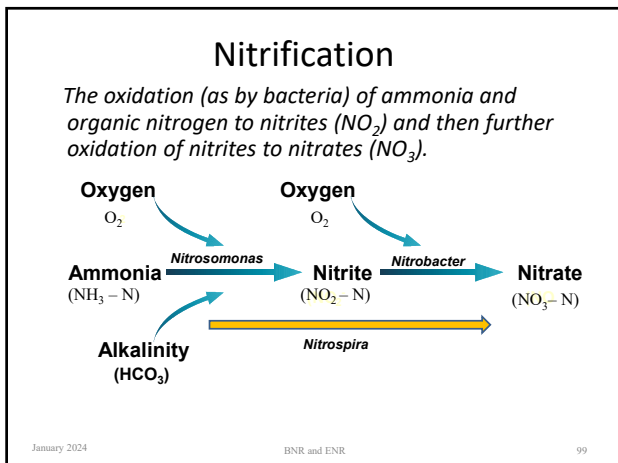 Nitrification
The oxidation (as by bacteria) of ammonia and
organic nitrogen to nitrites (NO₂) and then further
oxidation of nitrites to nitrates (NO₃).
Oxygen
O₂
Oxygen
O₂
Nitrosomonas
Nitrobacter
Ammonia
(NH₃ – N)
Nitrite
(NO₂ – N)
Nitrate
(NO₃– N)
Alkalinity
(HCO₃)
Nitrospira
January 2024
BNR and ENR
99